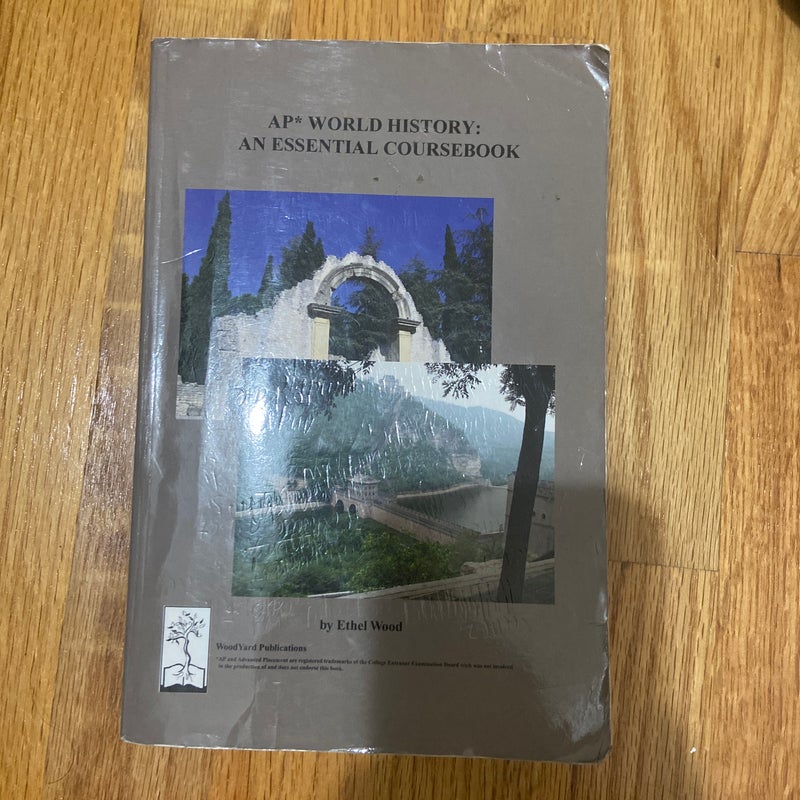 AP* WORLD HISTORY:
AN ESSENTIAL COURSEBOOK
by Ethel Wood
WoodYard Publications
*AP and Advanced Placement are registered trademarks of the College Entrance Examination Board wich was not involved
in the production of and does not endorse this book.